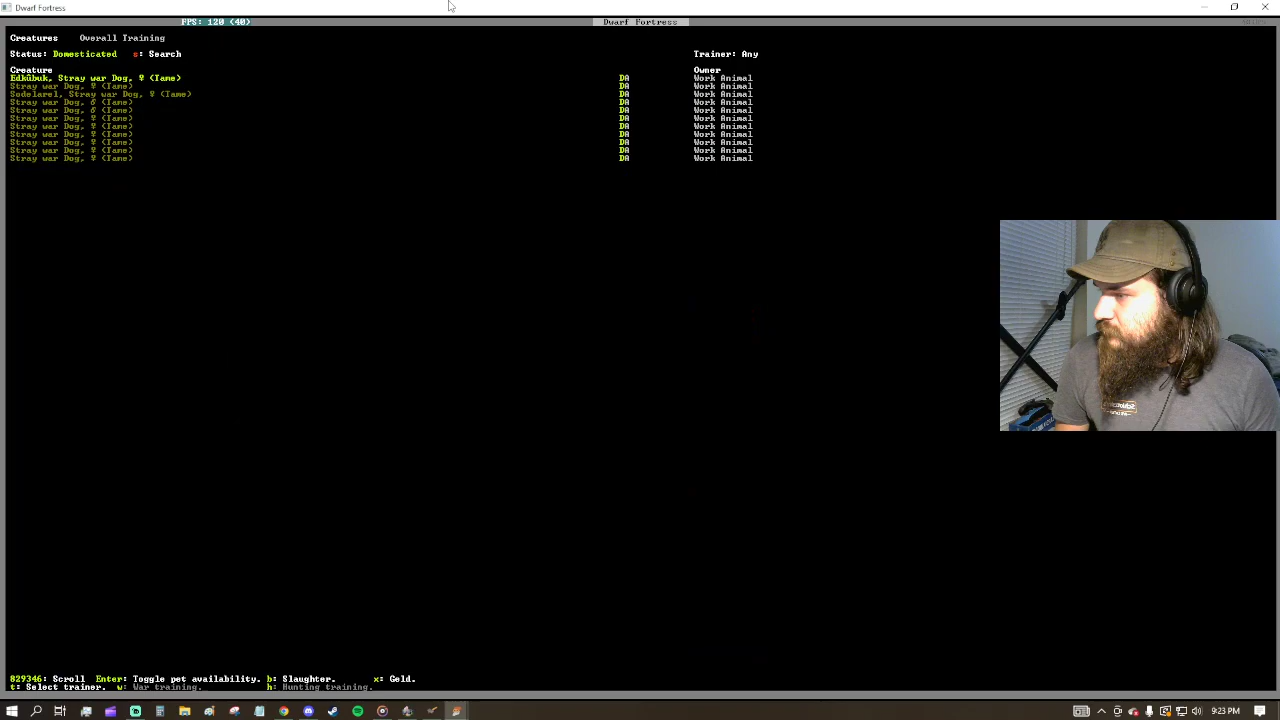 Dwarf Fortress
FPS: 120 (40)
Dwarf Fortress
Creatures Overall Training
Status: Domesticated s: Search Trainer: Any
Creature Owner
Edkûbuk, Stray war Dog, ♀ (Tame) DA Work Animal
Stray war Dog, ♀ (Tame) DA Work Animal
Sodelarel, Stray war Dog, ♀ (Tame) DA Work Animal
Stray war Dog, ♂ (Tame) DA Work Animal
Stray war Dog, ♂ (Tame) DA Work Animal
Stray war Dog, ♀ (Tame) DA Work Animal
Stray war Dog, ♀ (Tame) DA Work Animal
Stray war Dog, ♀ (Tame) DA Work Animal
Stray war Dog, ♀ (Tame) DA Work Animal
Stray war Dog, ♀ (Tame) DA Work Animal
Stray war Dog, ♀ (Tame) DA Work Animal
829346: Scroll Enter: Toggle pet availability. b: Slaughter. x: Geld.
t: Select trainer. w: War training. h: Hunting training.
9:23 PM